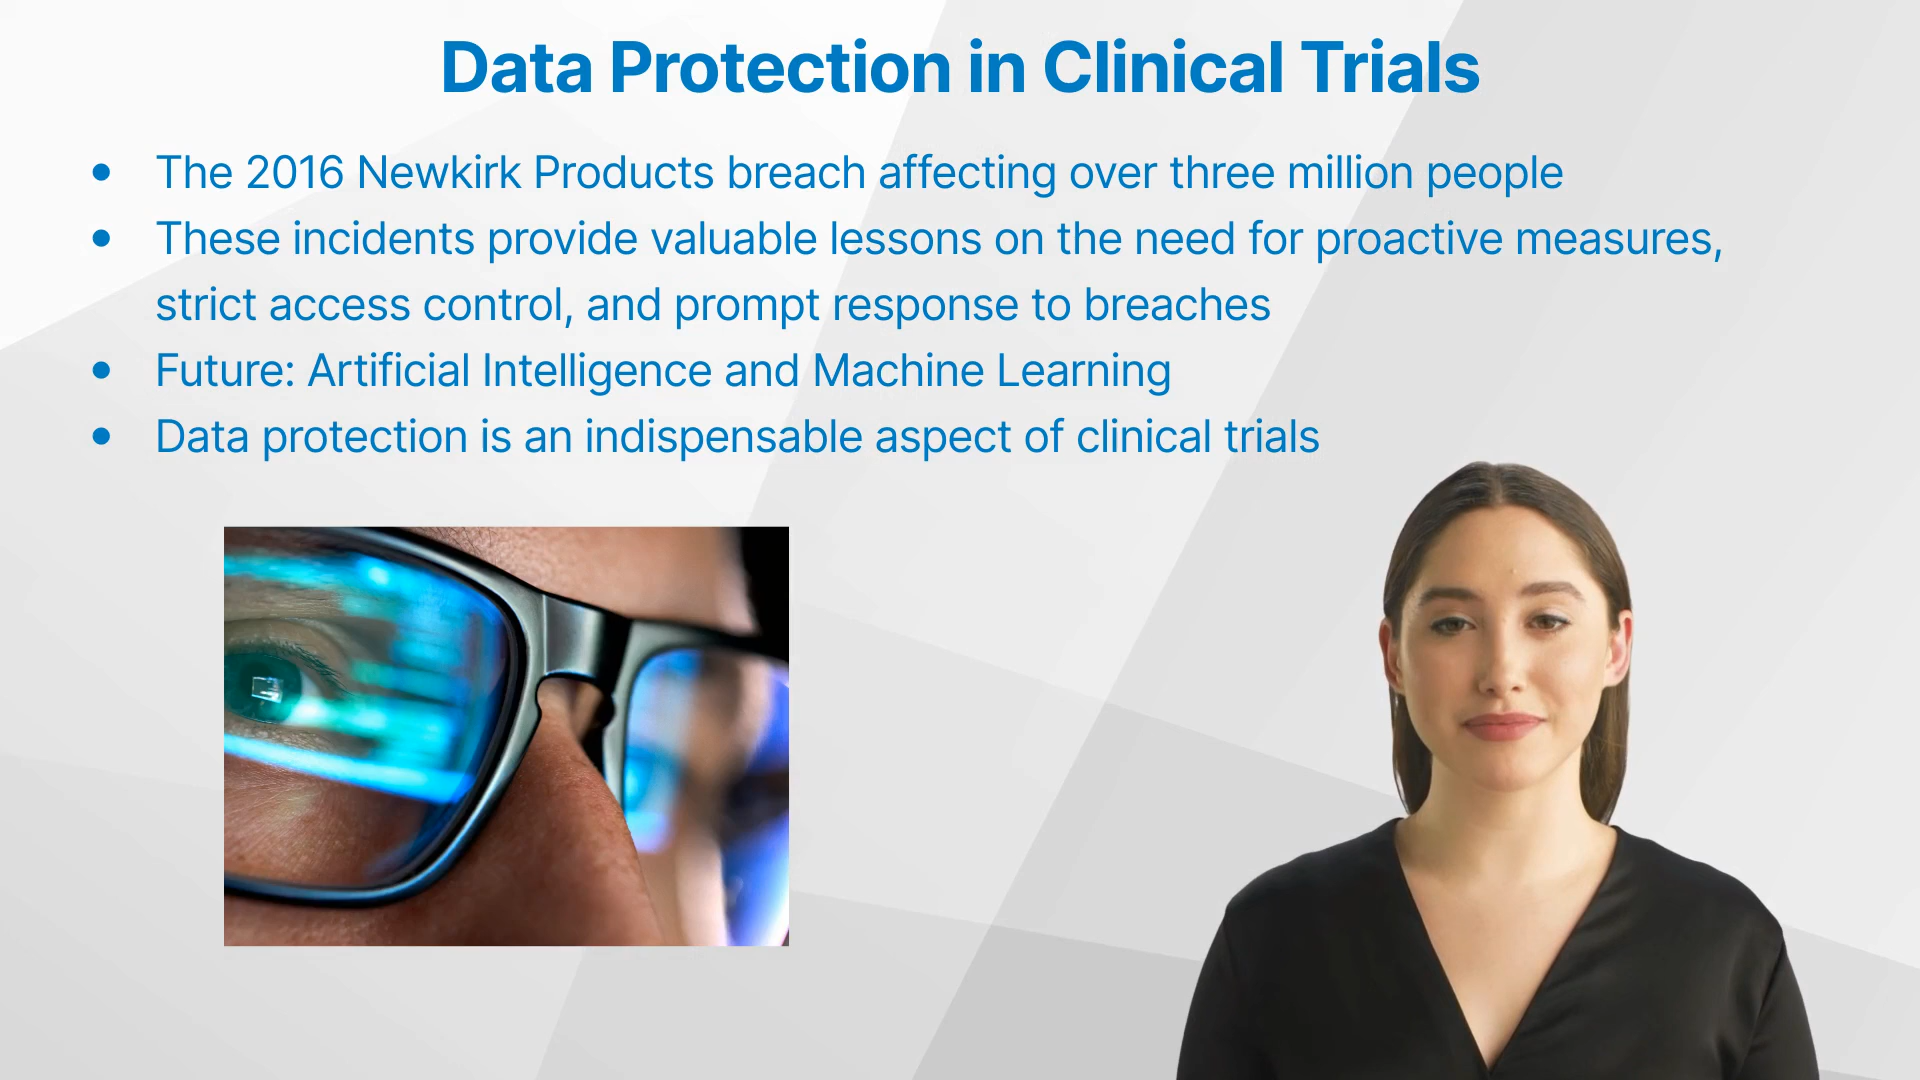 Data Protection in Clinical Trials
• The 2016 Newkirk Products breach affecting over three million people
• These incidents provide valuable lessons on the need for proactive measures,
strict access control, and prompt response to breaches
• Future: Artificial Intelligence and Machine Learning
• Data protection is an indispensable aspect of clinical trials